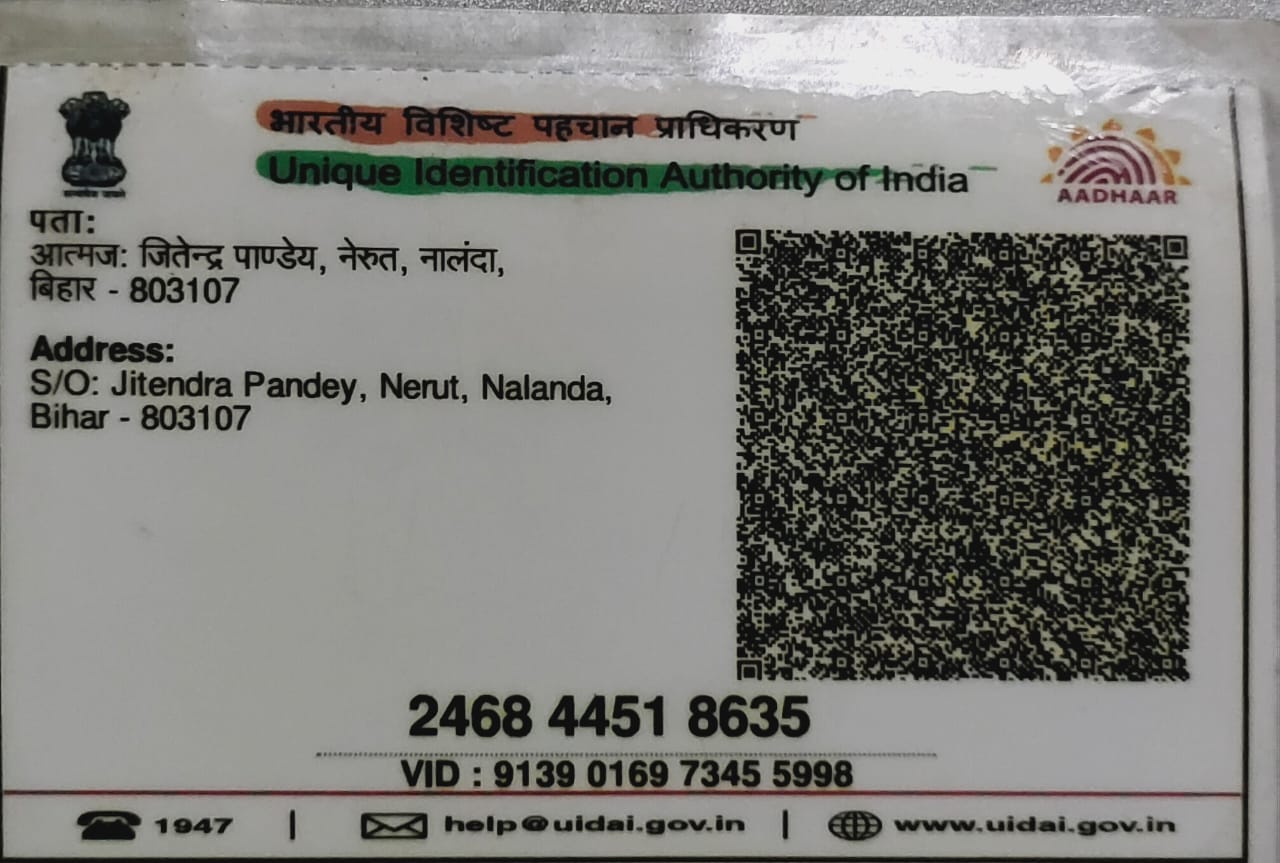 भारतीय विशिष्ट पहचान प्राधिकरण
Unique Identification Authority of India
AADHAAR
पता:
आत्मज: जितेन्द्र पाण्डेय, नेरुत, नालंदा,
बिहार - 803107
Address:
S/O: Jitendra Pandey, Nerut, Nalanda,
Bihar - 803107
2468 4451 8635
VID : 9139 0169 7345 5998
1947 | help@uidai.gov.in | www.uidai.gov.in